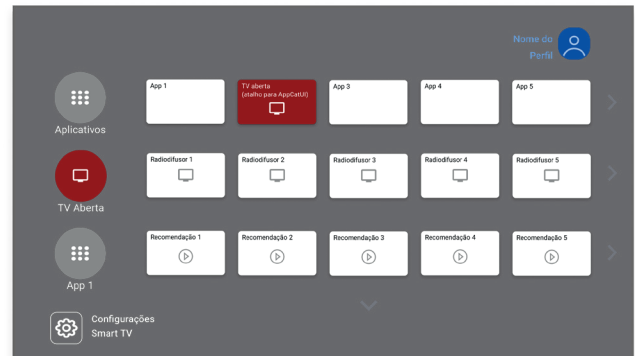 Nome do
Perfil
App 1
TV aberta
(atalho para AppCatUI)
App 3
App 4
App 5
Aplicativos
Radiodifusor 1
Radiodifusor 2
Radiodifusor 3
Radiodifusor 4
Radiodifusor 5
TV Aberta
Recomendação 1
Recomendação 2
Recomendação 3
Recomendação 4
Recomendação 5
App 1
Configurações
Smart TV